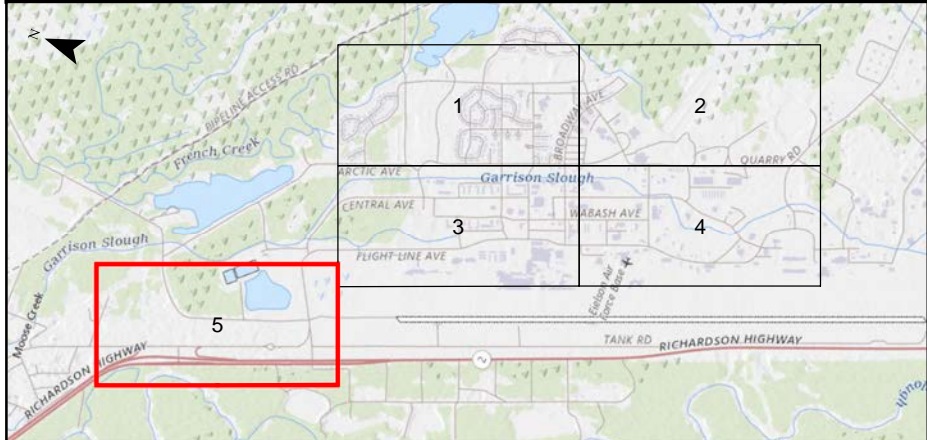 N
PIPELINE ACCESS RD
French Creek
1
BROADWAY AVE
2
QUARRY RD
ARCTIC AVE
Garrison Slough
CENTRAL AVE
3
WABASH AVE
4
Garrison Slough
FLIGHT LINE AVE
Eielson Air
Force Base
Moose Creek
5
TANK RD
RICHARDSON HIGHWAY
RICHARDSON HIGHWAY
2
lough